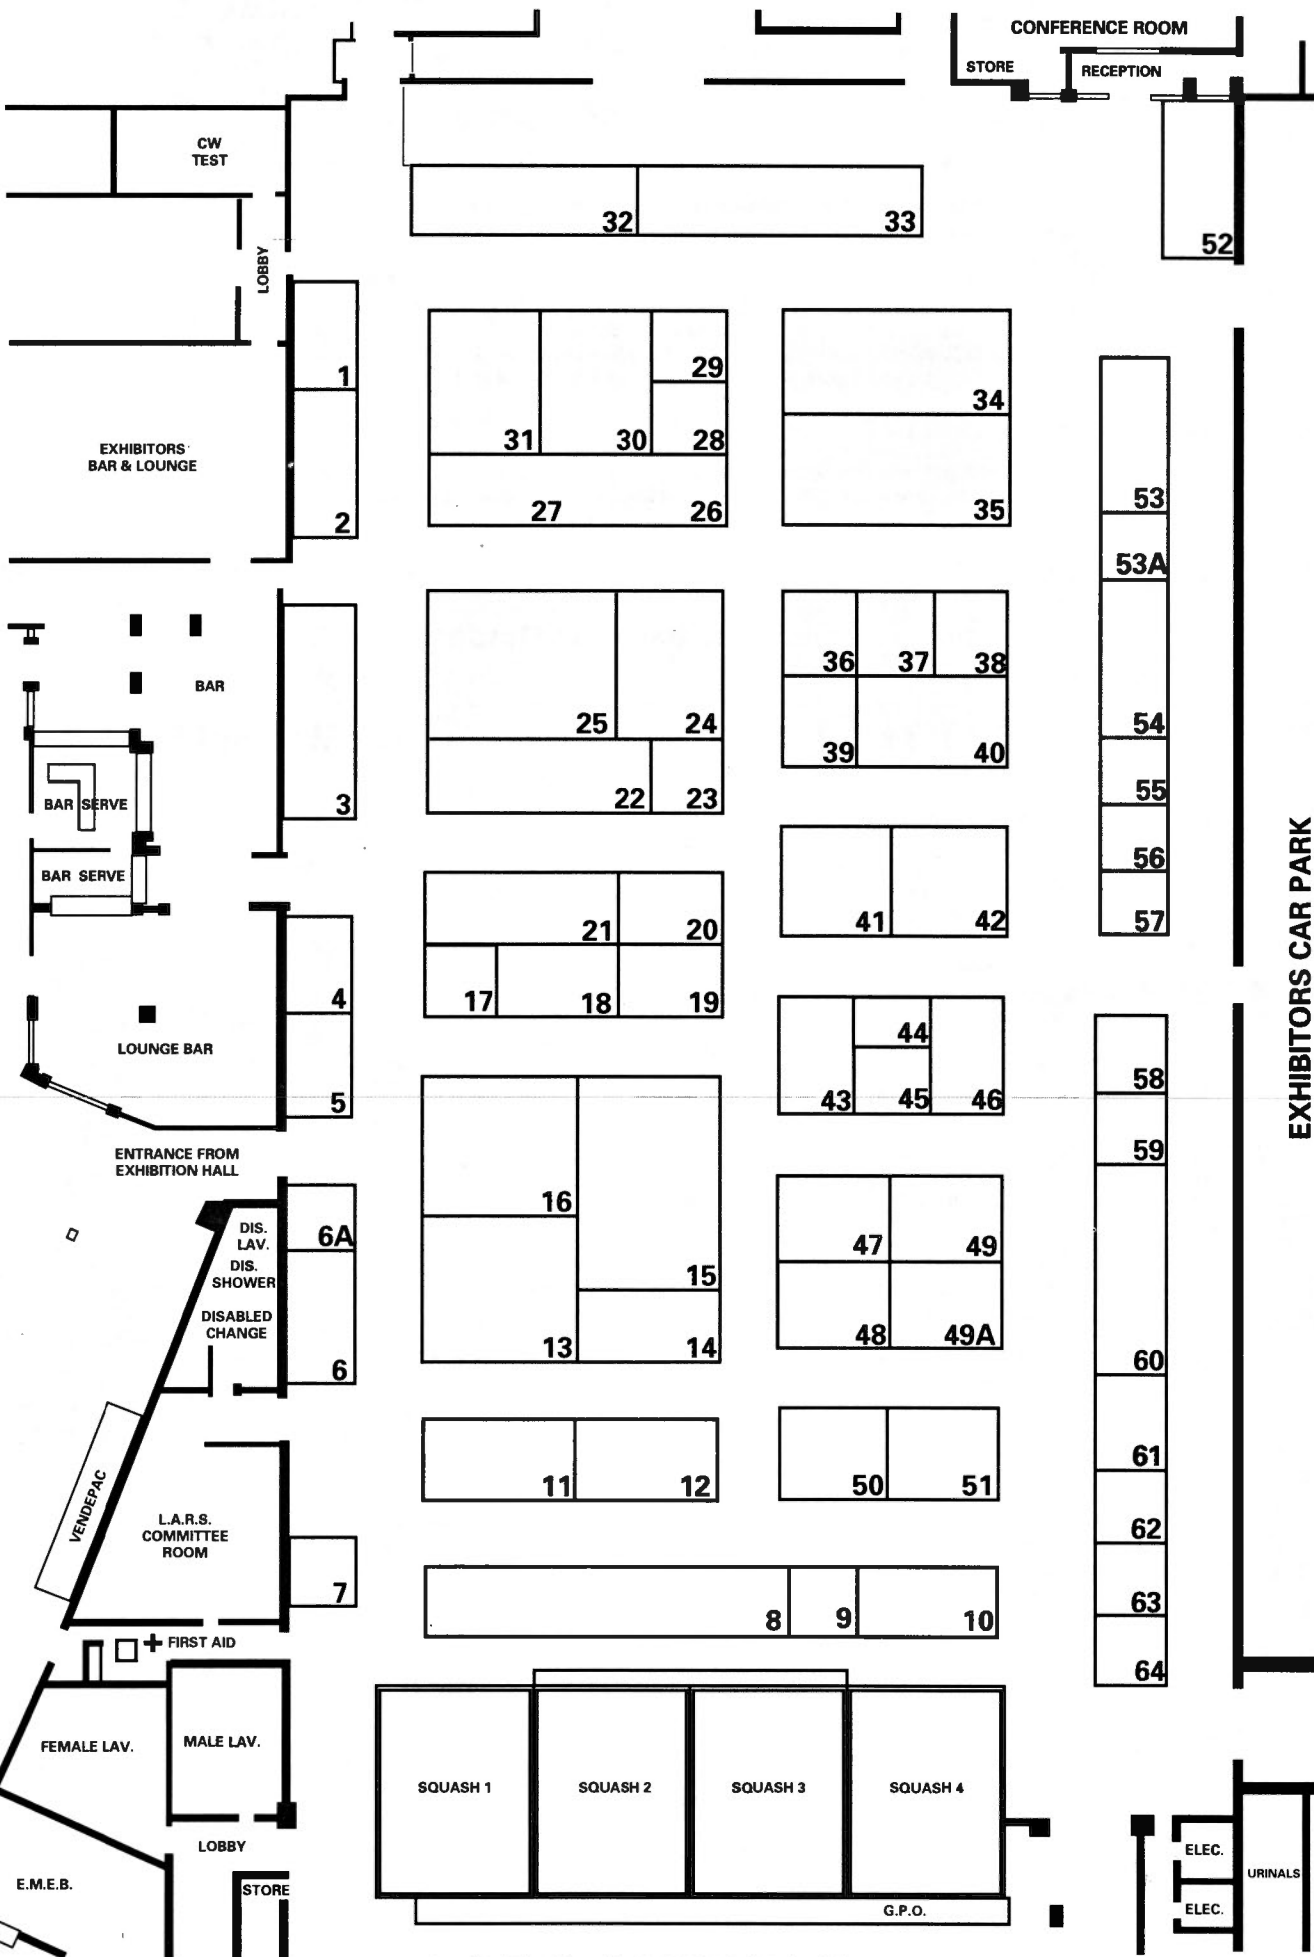 CONFERENCE ROOM
STORE
RECEPTION
CW
TEST
LOBBY
32
33
52
1
2
EXHIBITORS
BAR & LOUNGE
29
31
30
28
27
26
34
35
53
53A
54
55
56
57
BAR
BAR SERVE
BAR SERVE
3
25
24
22
23
36
37
38
39
40
41
42
21
20
17
18
19
4
5
LOUNGE BAR
EXHIBITORS CAR PARK
44
43
45
46
58
59
60
61
62
63
64
ENTRANCE FROM
EXHIBITION HALL
6A
6
DIS.
LAV.
DIS.
SHOWER
DISABLED
CHANGE
16
15
13
14
47
49
48
49A
VENDEPAC
L.A.R.S.
COMMITTEE
ROOM
7
11
12
50
51
8
9
10
FIRST AID
FEMALE LAV.
MALE LAV.
SQUASH 1
SQUASH 2
SQUASH 3
SQUASH 4
LOBBY
E.M.E.B.
STORE
G.P.O.
ELEC.
ELEC.
URINALS